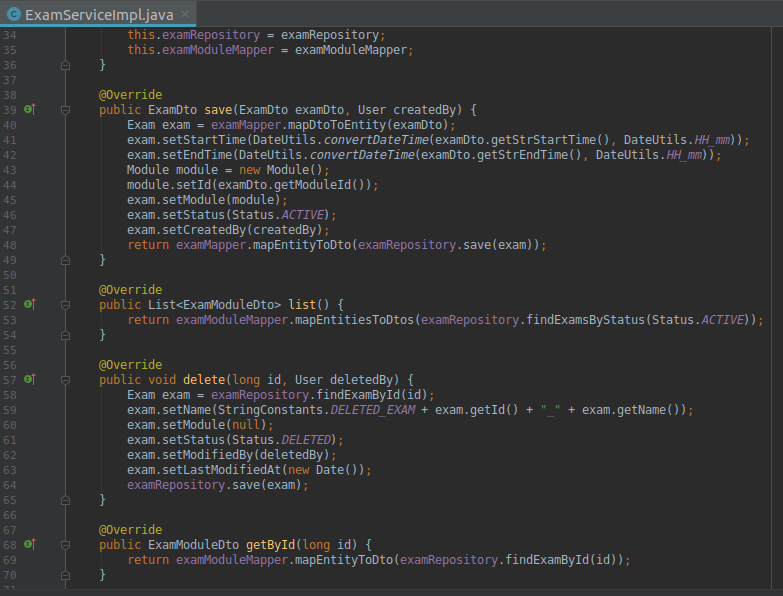 ExamServiceImpl.java
34 this.examRepository = examRepository;
35 this.examModuleMapper = examModuleMapper;
36 }
37
38 @Override
39 public ExamDto save(ExamDto examDto, User createdBy) {
40 Exam exam = examMapper.mapDtoToEntity(examDto);
41 exam.setStartTime(DateUtils.convertDateTime(examDto.getStrStartTime(), DateUtils.HH_mm));
42 exam.setEndTime(DateUtils.convertDateTime(examDto.getStrEndTime(), DateUtils.HH_mm));
43 Module module = new Module();
44 module.setId(examDto.getModuleId());
45 exam.setModule(module);
46 exam.setStatus(Status.ACTIVE);
47 exam.setCreatedBy(createdBy);
48 return examMapper.mapEntityToDto(examRepository.save(exam));
49 }
50
51 @Override
52 public List<ExamModuleDto> list() {
53 return examModuleMapper.mapEntitiesToDtos(examRepository.findExamsByStatus(Status.ACTIVE));
54 }
55
56 @Override
57 public void delete(long id, User deletedBy) {
58 Exam exam = examRepository.findExamById(id);
59 exam.setName(StringConstants.DELETED_EXAM + exam.getId() + "_" + exam.getName());
60 exam.setModule(null);
61 exam.setStatus(Status.DELETED);
62 exam.setModifiedBy(deletedBy);
63 exam.setLastModifiedAt(new Date());
64 examRepository.save(exam);
65 }
66
67 @Override
68 public ExamModuleDto getById(long id) {
69 return examModuleMapper.mapEntityToDto(examRepository.findExamById(id));
70 }
71